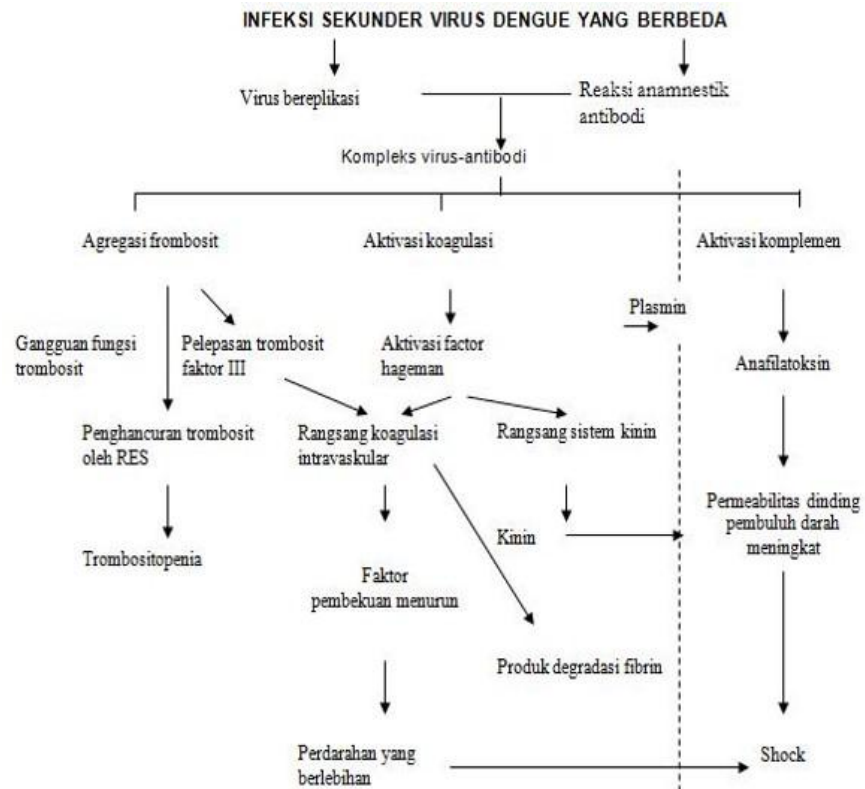 INFEKSI SEKUNDER VIRUS DENGUE YANG BERBEDA
Virus bereplikasi
Reaksi anamnestik
antibodi
Kompleks virus-antibodi
Agregasi frombosit
Aktivasi koagulasi
Aktivasi komplemen
Plasmin
Gangguan fungsi
trombosit
Pelepasan trombosit
faktor III
Aktivasi factor
hageman
Anafilatoksin
Penghancuran trombosit
oleh RES
Rangsang koagulasi
intravaskular
Rangsang sistem kinin
Permeabilitas dinding
pembuluh darah
meningkat
Kinin
Trombositopenia
Faktor
pembekuan menurun
Produk degradasi fibrin
Perdarahan yang
berlebihan
Shock